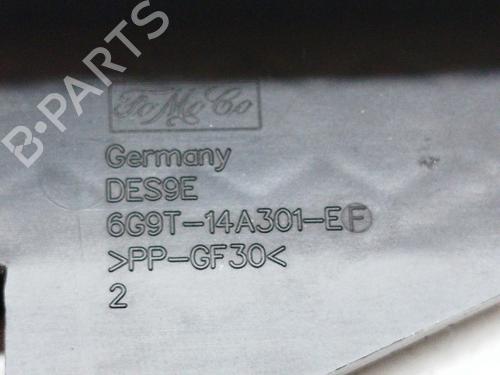 B-PARTS
FoMoCo
Germany
DES9E
6G9T-14A301-EF
>PP-GF30<
2